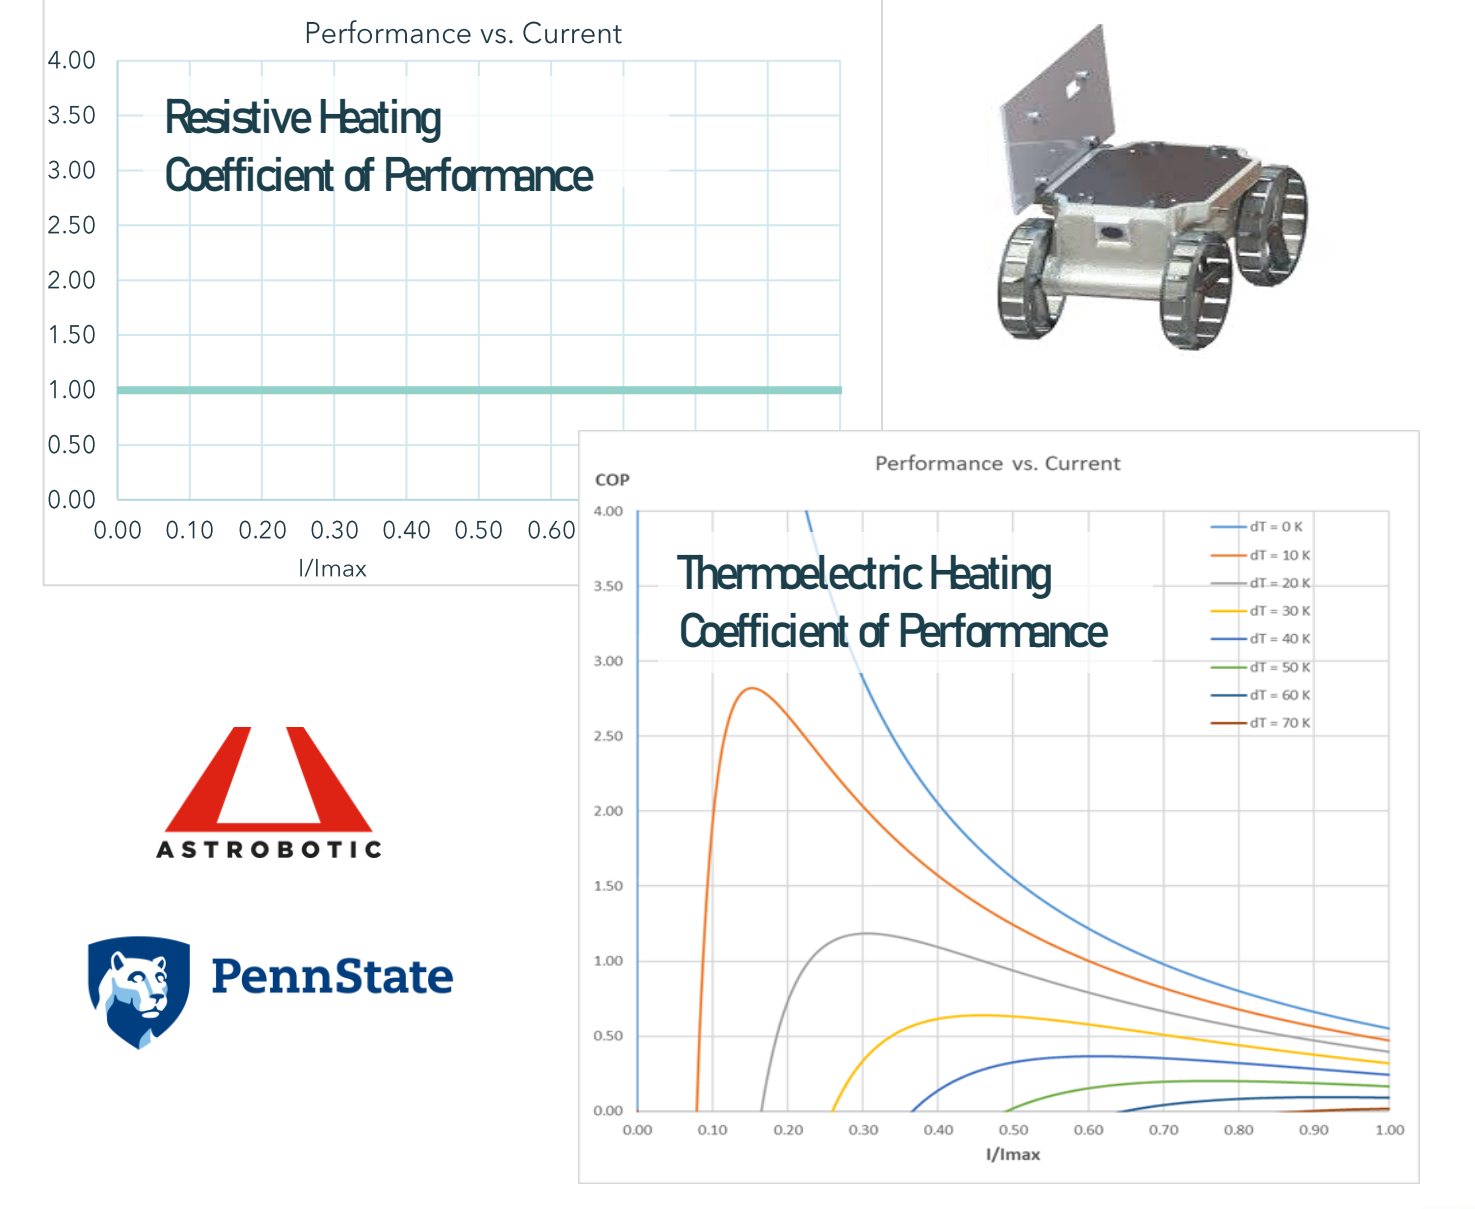 Performance vs. Current
4.00
3.50
3.00
2.50
2.00
1.50
1.00
0.50
0.00
Resistive Heating
Coefficient of Performance
0.00 0.10 0.20 0.30 0.40 0.50 0.60
I/Imax
Performance vs. Current
COP
4.00
3.50
3.00
2.50
2.00
1.50
1.00
0.50
0.00
Thermoelectric Heating
Coefficient of Performance
dT = 0 K
dT = 10 K
dT = 20 K
dT = 30 K
dT = 40 K
dT = 50 K
dT = 60 K
dT = 70 K
0.00 0.10 0.20 0.30 0.40 0.50 0.60 0.70 0.80 0.90 1.00
I/Imax
ASTROBOTIC
PennState